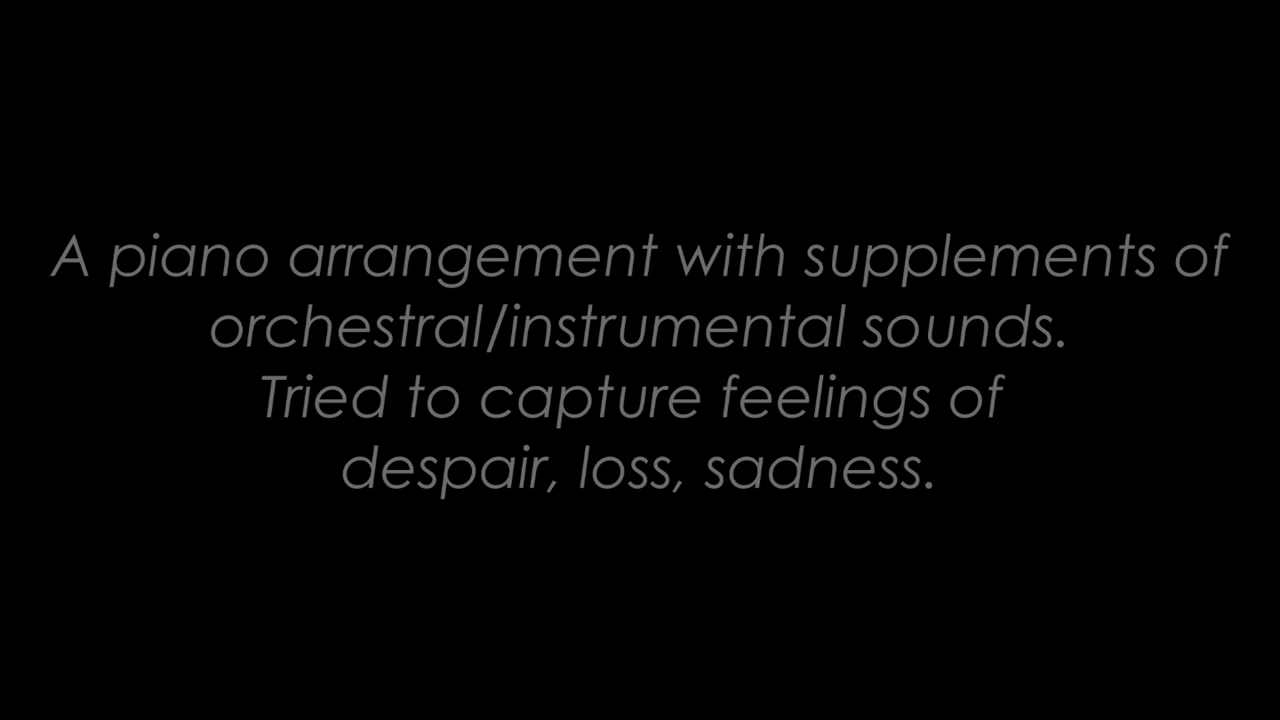 A piano arrangement with supplements of
orchestral/instrumental sounds.
Tried to capture feelings of
despair, loss, sadness.